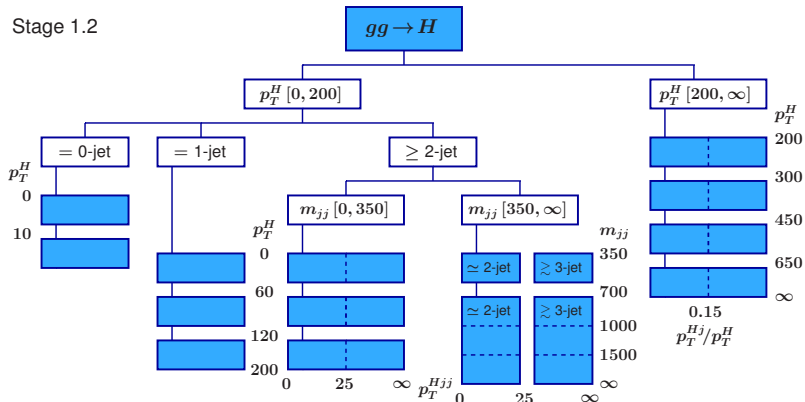 Stage 1.2
gg → H
p_T^H [0, 200]
p_T^H [200, ∞]
p_T^H
= 0-jet
= 1-jet
≥ 2-jet
200
p_T^H
0
10
300
m_jj [0, 350]
m_jj [350, ∞]
p_T^H
m_jj
450
0
350
≃ 2-jet
≳ 3-jet
650
60
700
∞
≃ 2-jet
≳ 3-jet
0.15
120
1000
p_T^{Hj}/p_T^H
1500
200
0
25
∞
p_T^{Hjj}
∞
0
25
∞